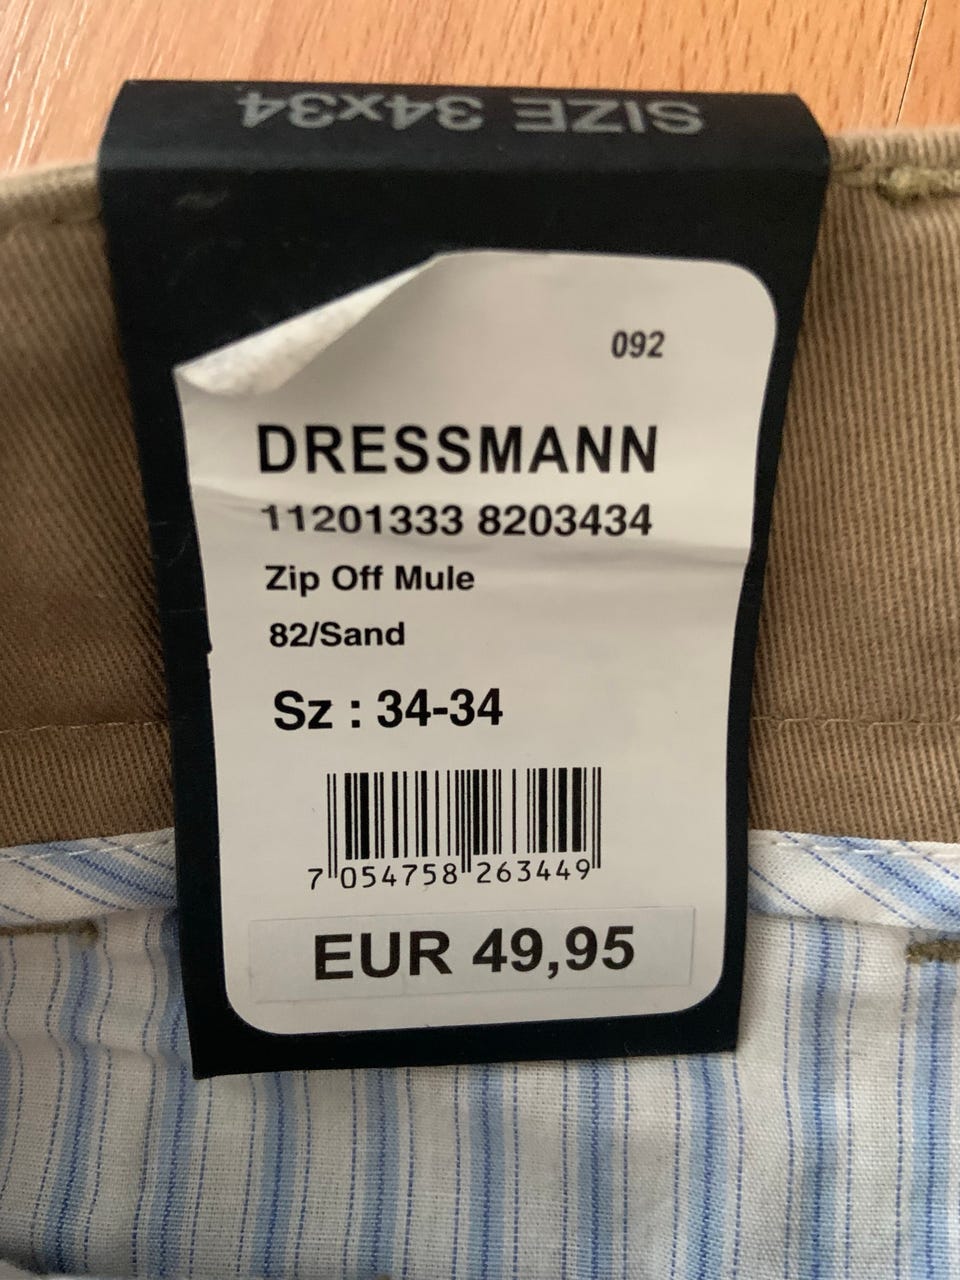 SIZE 34x34
092
DRESSMANN
11201333 8203434
Zip Off Mule
82/Sand
Sz : 34-34
7 054758 263449
EUR 49,95